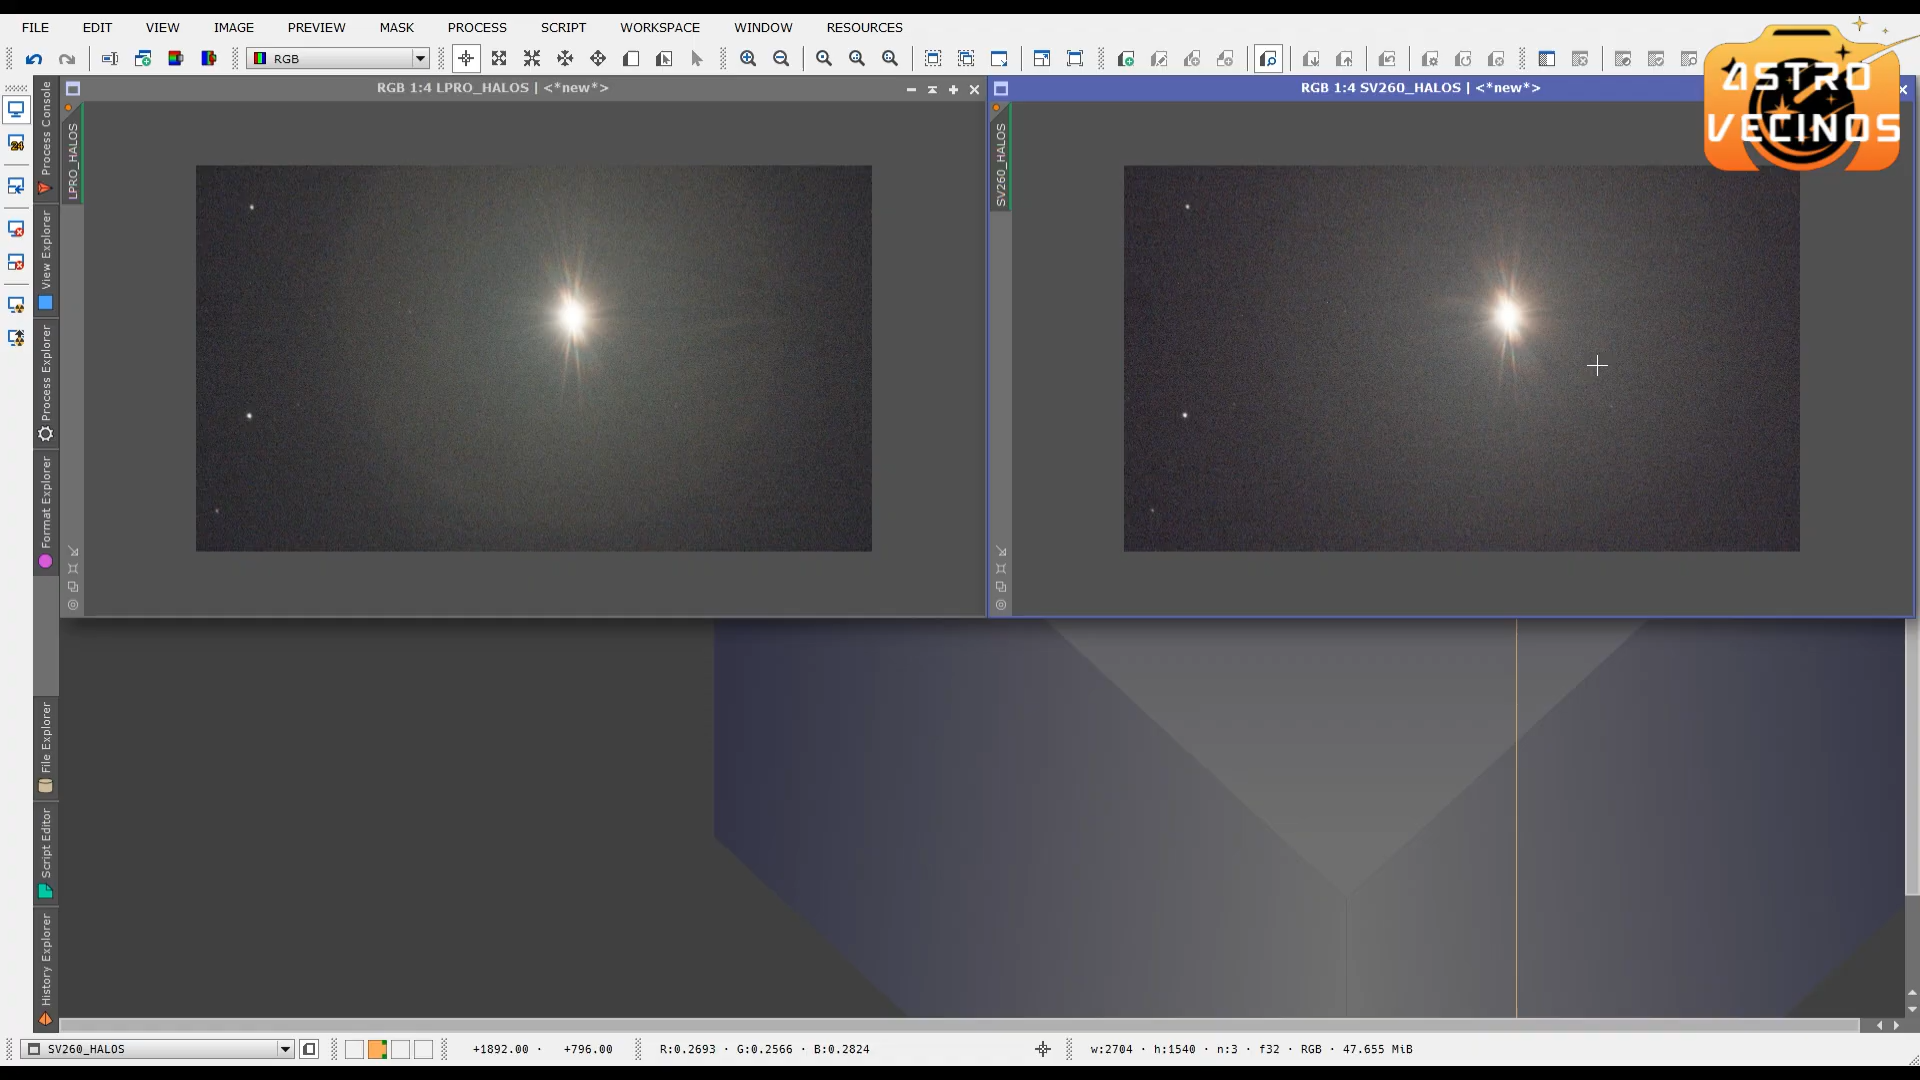 FILE EDIT VIEW IMAGE PREVIEW MASK PROCESS SCRIPT WORKSPACE WINDOW RESOURCES
RGB
ASTRO
VECINOS
RGB 1:4 LPRO_HALOS | <*new*>
RGB 1:4 SV260_HALOS | <*new*>
24
Process Console
View Explorer
Process Explorer
Format Explorer
File Explorer
Script Editor
History Explorer
LPRO_HALOS
SV260_HALOS
SV260_HALOS
+1892.00 · +796.00
R:0.2693 · G:0.2566 · B:0.2824
w:2704 · h:1540 · n:3 · f32 · RGB · 47.655 MiB